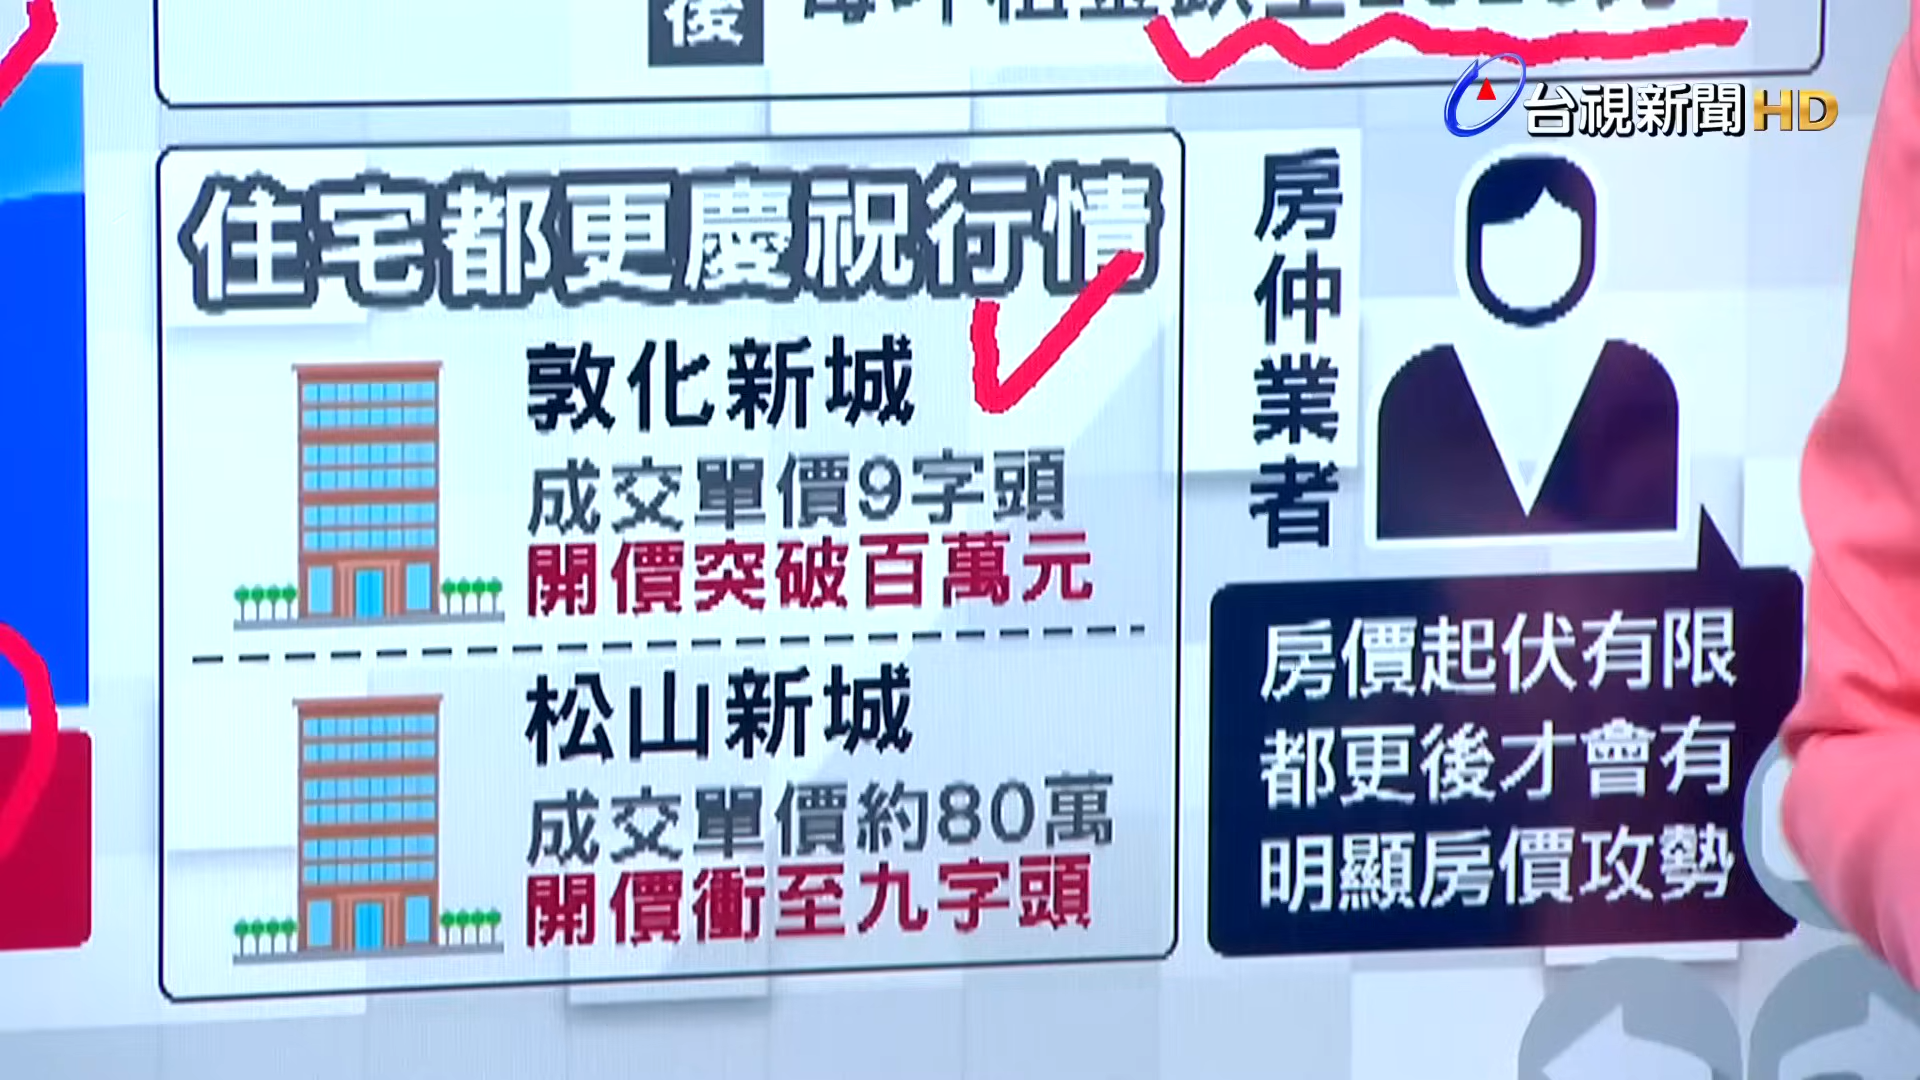 後
台視新聞HD
住宅都更慶祝行情
敦化新城
成交單價9字頭
開價突破百萬元
松山新城
成交單價約80萬
開價衝至九字頭
房仲業者
房價起伏有限
都更後才會有
明顯房價攻勢